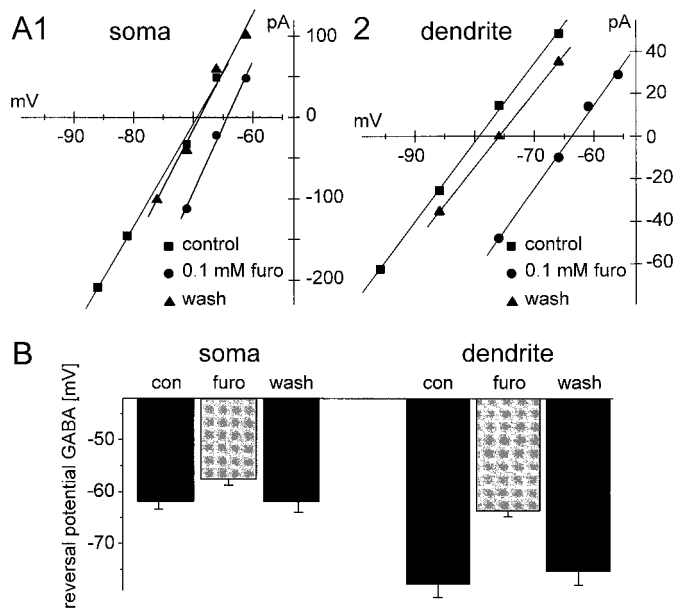 A1 soma pA
100
mV
0
-90 -80 -70 -60
-100
-200
■ control
● 0.1 mM furo
▲ wash
2 dendrite pA
40
20
mV
0
-90 -80 -70 -60
-20
-40
-60
■ control
● 0.1 mM furo
▲ wash
B soma dendrite
con furo wash con furo wash
reversal potential GABA [mV]
-50
-60
-70